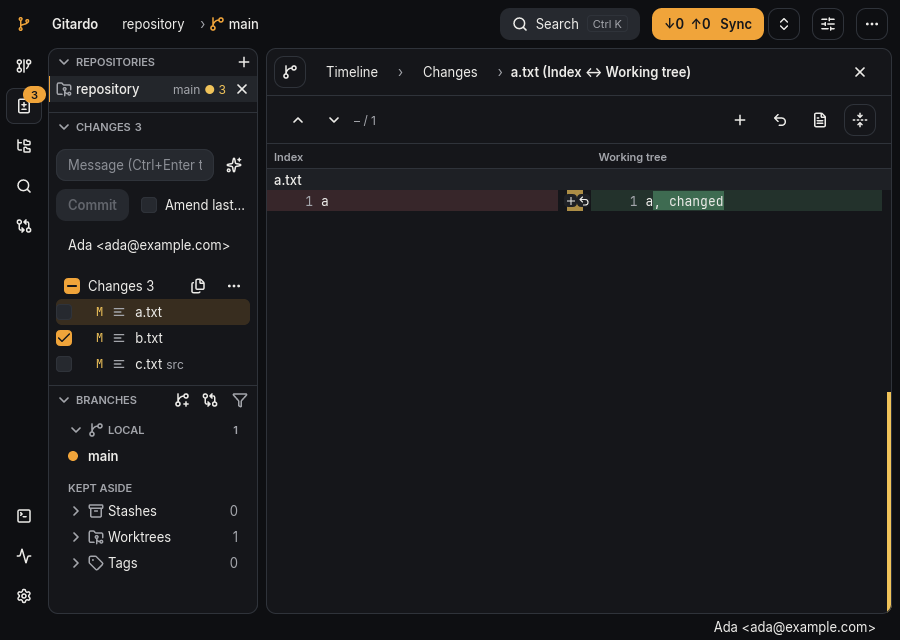 Gitardo repository › main Search Ctrl K ↓0 ↑0 Sync
REPOSITORIES
repository main 3
3
CHANGES 3
Message (Ctrl+Enter t
Commit Amend last...
Ada <ada@example.com>
Changes 3
M a.txt
M b.txt
M c.txt src
BRANCHES
LOCAL 1
main
KEPT ASIDE
Stashes 0
Worktrees 1
Tags 0
Timeline › Changes › a.txt (Index ↔ Working tree)
– / 1
Index Working tree
a.txt
1 a 1 a, changed
Ada <ada@example.com>